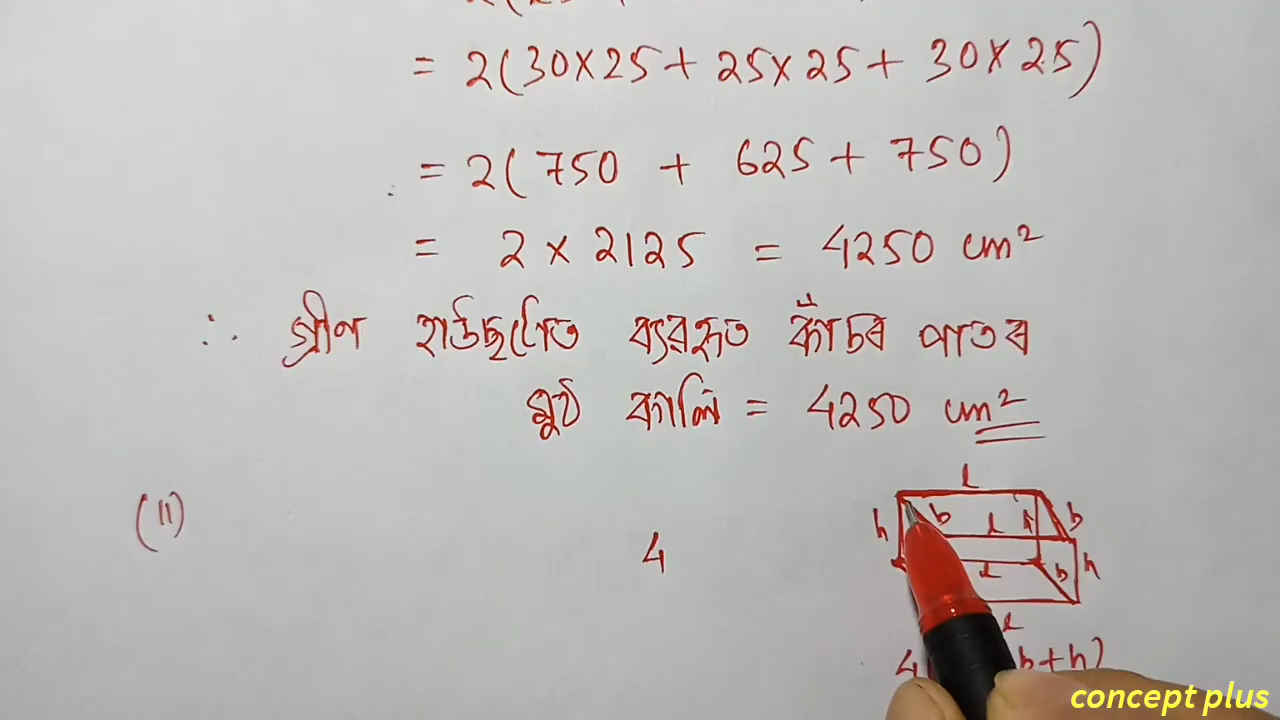 = 2(30×25 + 25×25 + 30×25)
= 2(750 + 625 + 750)
= 2 × 2125 = 4250 cm²
∴ গ্ৰীণ হাউছটোত ব্যৱহৃত কাঁচৰ পাতৰ
মুঠ কালি = 4250 cm²
(II) 4
l
h b l h b
l b h
l
b+h)
concept plus